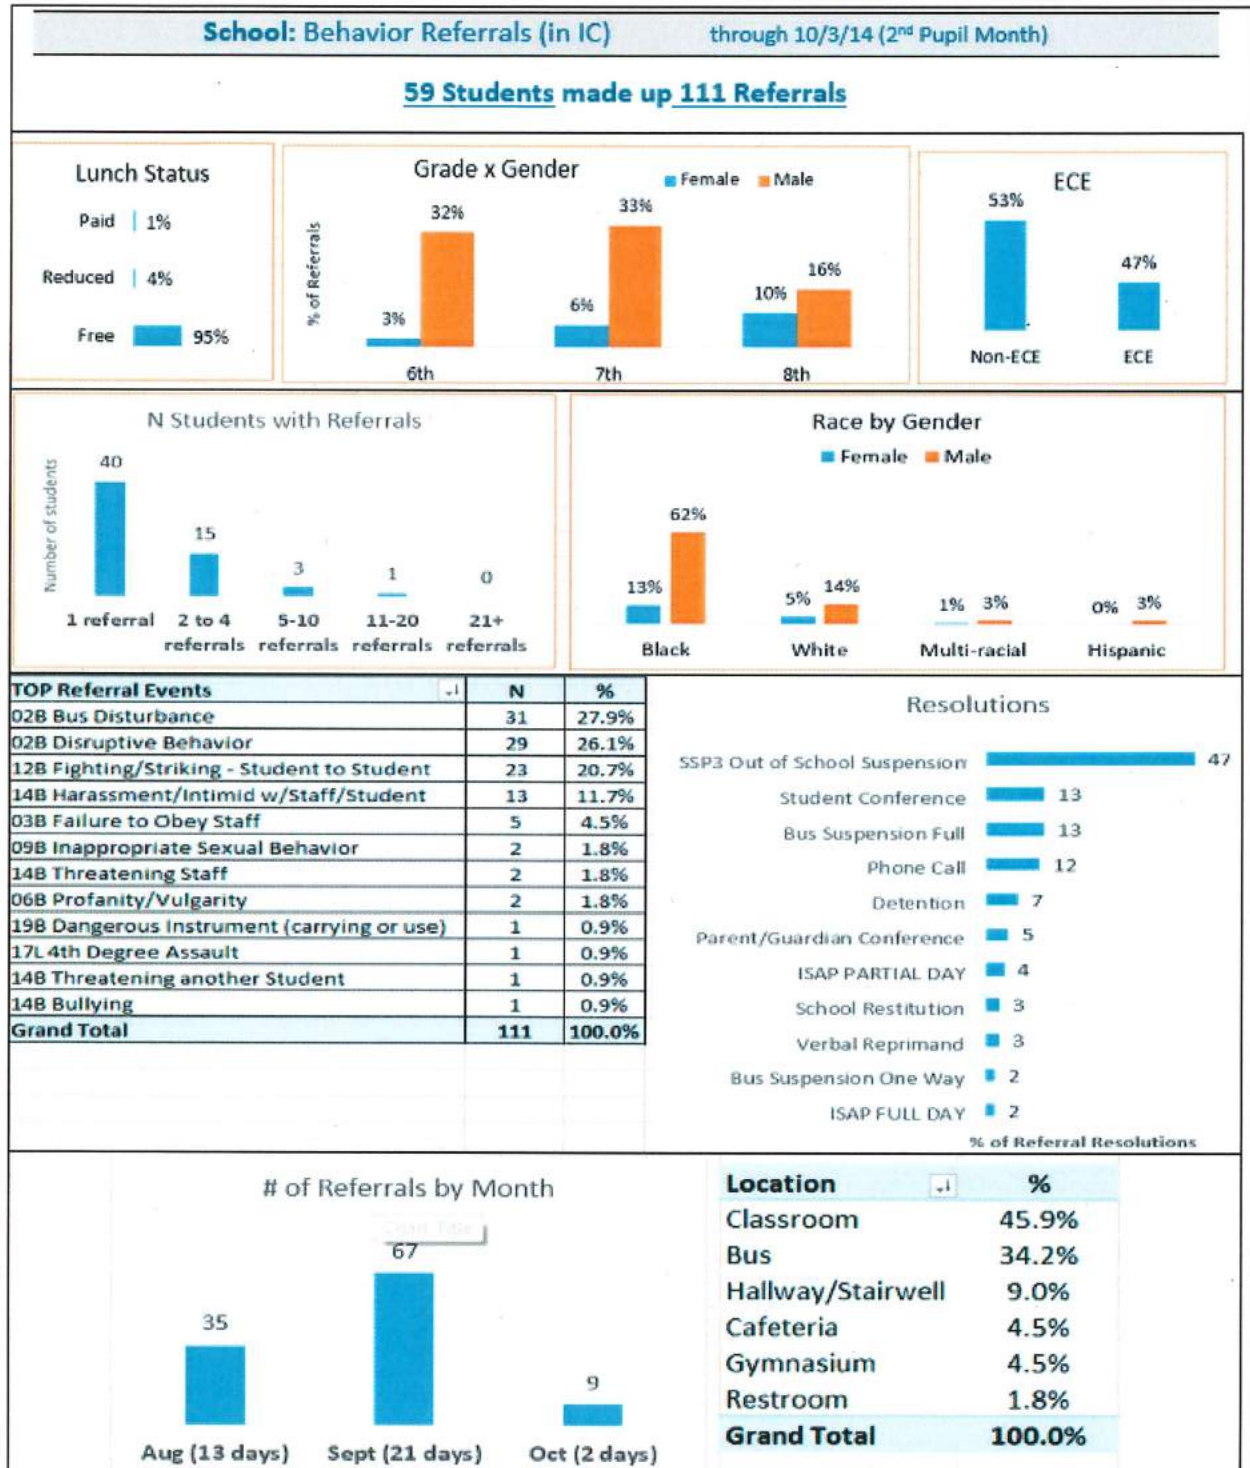 School: Behavior Referrals (in IC) through 10/3/14 (2nd Pupil Month)
59 Students made up 111 Referrals
Lunch Status
Paid 1%
Reduced 4%
Free 95%
Grade x Gender
Female Male
% of Referrals
3% 32%
6% 33%
10% 16%
6th 7th 8th
ECE
53% 47%
Non-ECE ECE
N Students with Referrals
Number of students
40 15 3 1 0
1 referral 2 to 4 5-10 11-20 21+
referrals referrals referrals referrals
Race by Gender
Female Male
13% 62%
5% 14%
1% 3%
0% 3%
Black White Multi-racial Hispanic
TOP Referral Events N %
02B Bus Disturbance 31 27.9%
02B Disruptive Behavior 29 26.1%
12B Fighting/Striking - Student to Student 23 20.7%
14B Harassment/Intimid w/Staff/Student 13 11.7%
03B Failure to Obey Staff 5 4.5%
09B Inappropriate Sexual Behavior 2 1.8%
14B Threatening Staff 2 1.8%
06B Profanity/Vulgarity 2 1.8%
19B Dangerous Instrument (carrying or use) 1 0.9%
17L 4th Degree Assault 1 0.9%
14B Threatening another Student 1 0.9%
14B Bullying 1 0.9%
Grand Total 111 100.0%
Resolutions
SSP3 Out of School Suspension 47
Student Conference 13
Bus Suspension Full 13
Phone Call 12
Detention 7
Parent/Guardian Conference 5
ISAP PARTIAL DAY 4
School Restitution 3
Verbal Reprimand 3
Bus Suspension One Way 2
ISAP FULL DAY 2
% of Referral Resolutions
# of Referrals by Month
Chart Title
35 67 9
Aug (13 days) Sept (21 days) Oct (2 days)
Location %
Classroom 45.9%
Bus 34.2%
Hallway/Stairwell 9.0%
Cafeteria 4.5%
Gymnasium 4.5%
Restroom 1.8%
Grand Total 100.0%